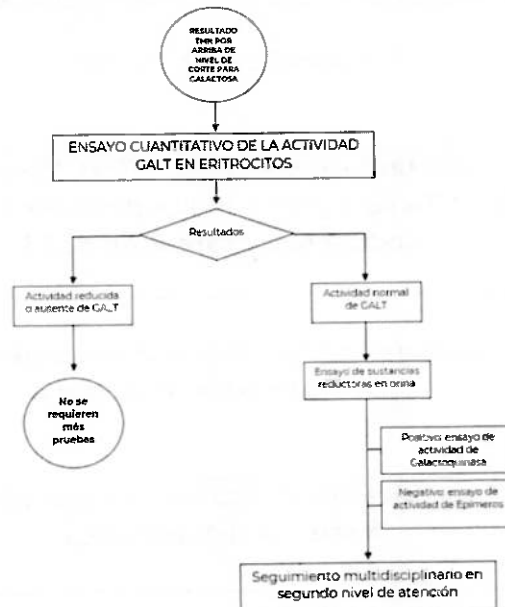 RESULTADO
TMN POR
ARRIBA DE
NIVEL DE
CORTE PARA
GALACTOSA
ENSAYO CUANTITATIVO DE LA ACTIVIDAD
GALT EN ERITROCITOS
Resultados
Actividad reducida
o ausente de GALT
Actividad normal
de GALT
No se
requieren
más
pruebas
Ensayo de sustancias
reductoras en orina
Positivo ensayo de
actividad de
Galactoquinasa
Negativo ensayo de
actividad de Epimeros
Seguimiento multidisciplinario en
segundo nivel de atención